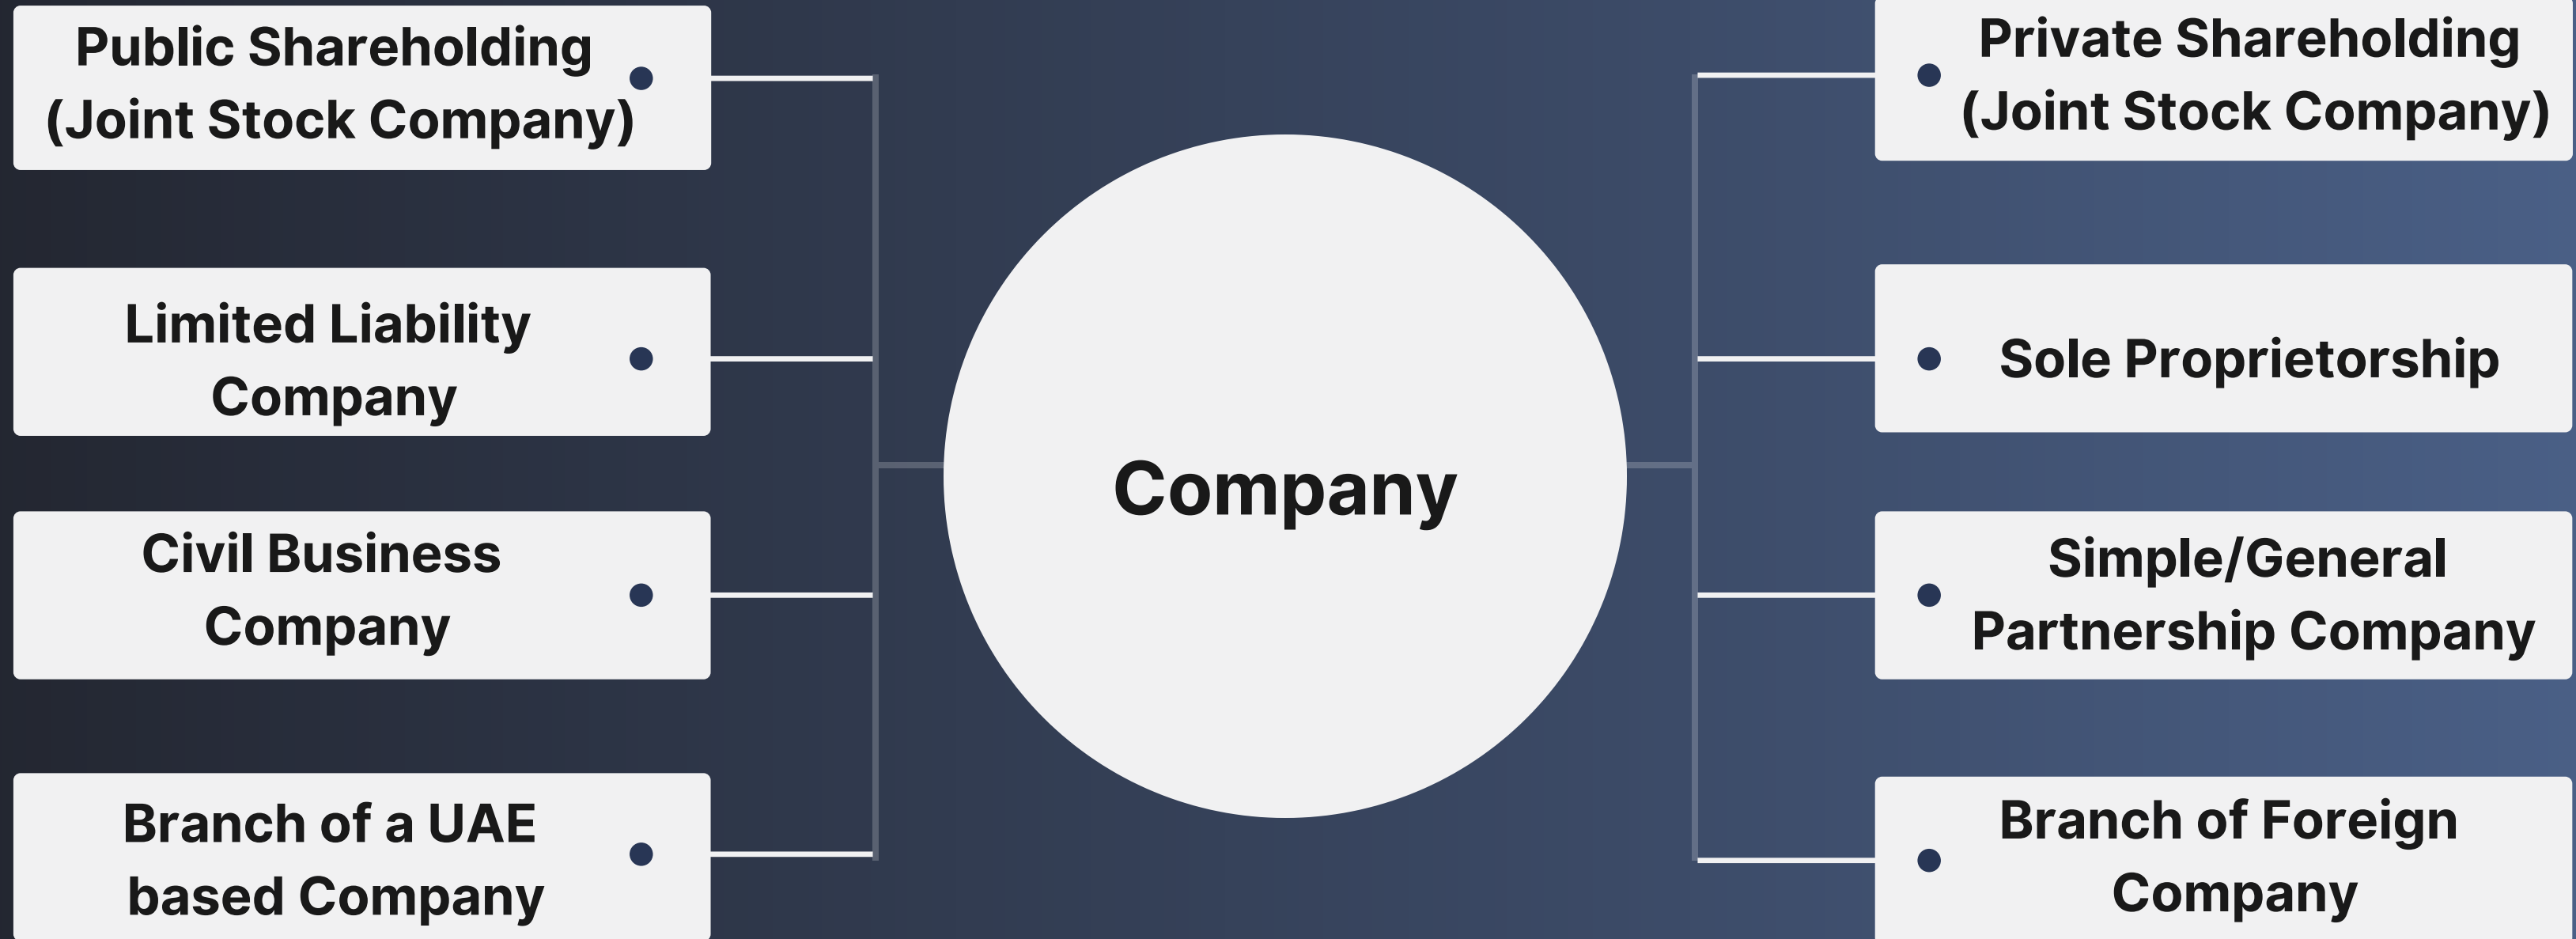 Public Shareholding
(Joint Stock Company)
Limited Liability
Company
Civil Business
Company
Branch of a UAE
based Company
Company
Private Shareholding
(Joint Stock Company)
Sole Proprietorship
Simple/General
Partnership Company
Branch of Foreign
Company